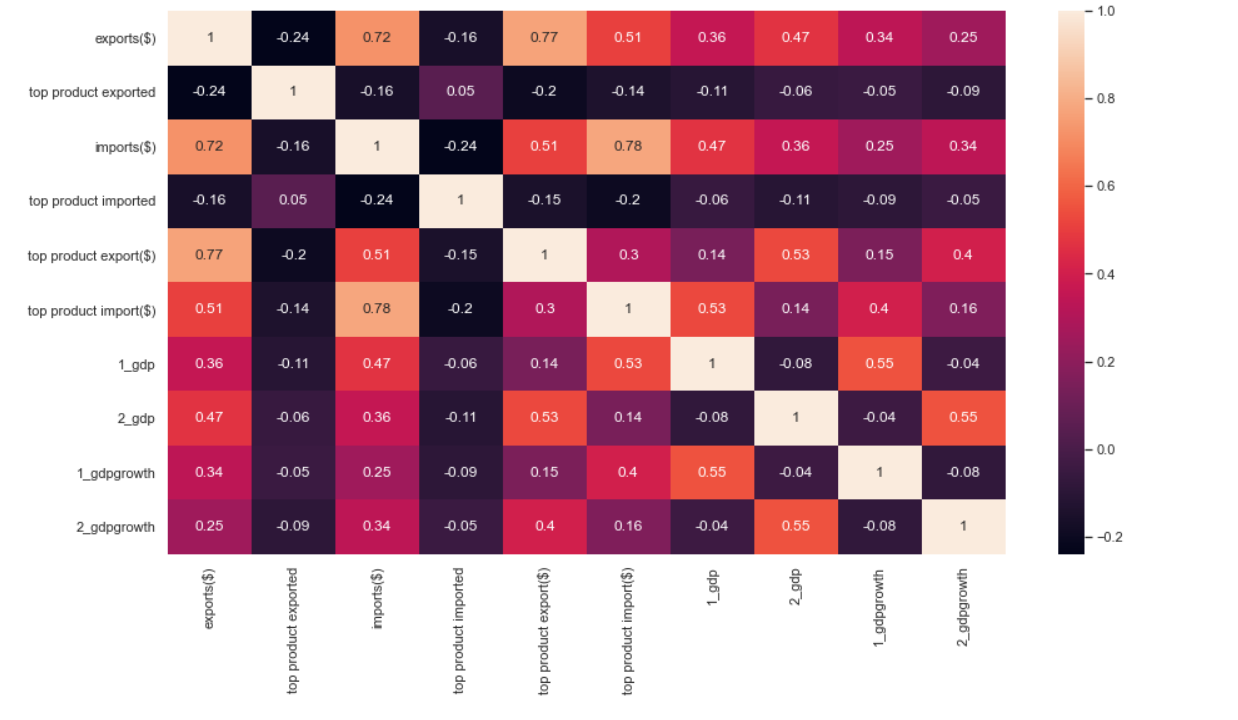 exports($) 1 -0.24 0.72 -0.16 0.77 0.51 0.36 0.47 0.34 0.25
top product exported -0.24 1 -0.16 0.05 -0.2 -0.14 -0.11 -0.06 -0.05 -0.09
imports($) 0.72 -0.16 1 -0.24 0.51 0.78 0.47 0.36 0.25 0.34
top product imported -0.16 0.05 -0.24 1 -0.15 -0.2 -0.06 -0.11 -0.09 -0.05
top product export($) 0.77 -0.2 0.51 -0.15 1 0.3 0.14 0.53 0.15 0.4
top product import($) 0.51 -0.14 0.78 -0.2 0.3 1 0.53 0.14 0.4 0.16
1_gdp 0.36 -0.11 0.47 -0.06 0.14 0.53 1 -0.08 0.55 -0.04
2_gdp 0.47 -0.06 0.36 -0.11 0.53 0.14 -0.08 1 -0.04 0.55
1_gdpgrowth 0.34 -0.05 0.25 -0.09 0.15 0.4 0.55 -0.04 1 -0.08
2_gdpgrowth 0.25 -0.09 0.34 -0.05 0.4 0.16 -0.04 0.55 -0.08 1
exports($)
top product exported
imports($)
top product imported
top product export($)
top product import($)
1_gdp
2_gdp
1_gdpgrowth
2_gdpgrowth
1.0
0.8
0.6
0.4
0.2
0.0
−0.2